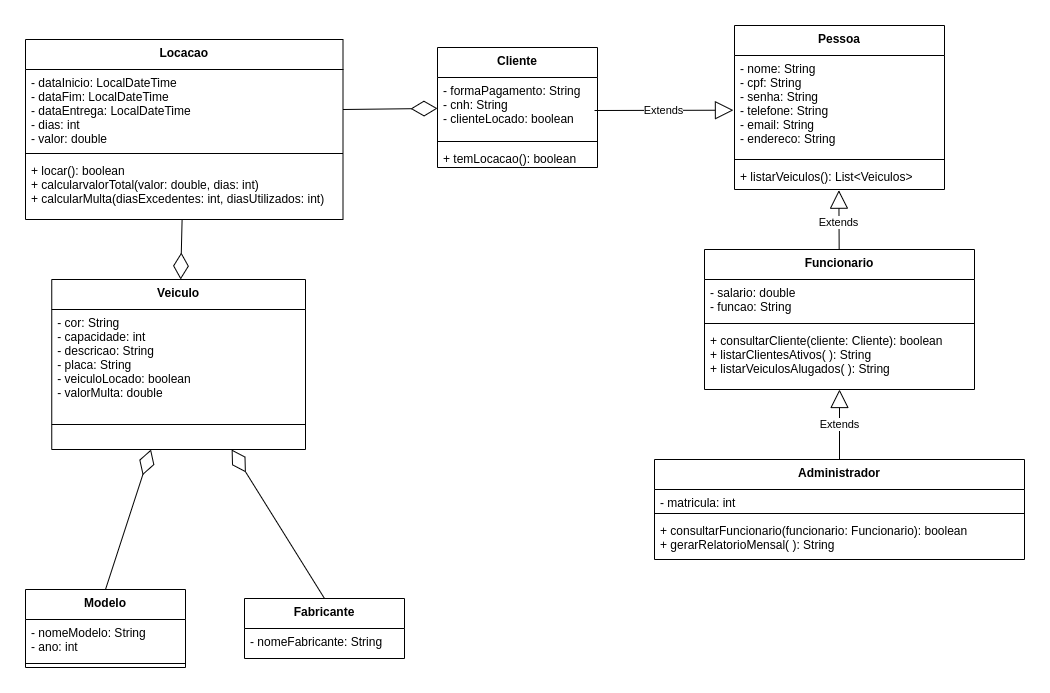 Locacao
- dataInicio: LocalDateTime
- dataFim: LocalDateTime
- dataEntrega: LocalDateTime
- dias: int
- valor: double
+ locar(): boolean
+ calcularvalorTotal(valor: double, dias: int)
+ calcularMulta(diasExcedentes: int, diasUtilizados: int)
Cliente
- formaPagamento: String
- cnh: String
- clienteLocado: boolean
+ temLocacao(): boolean
Extends
Pessoa
- nome: String
- cpf: String
- senha: String
- telefone: String
- email: String
- endereco: String
+ listarVeiculos(): List<Veiculos>
Extends
Funcionario
- salario: double
- funcao: String
+ consultarCliente(cliente: Cliente): boolean
+ listarClientesAtivos( ): String
+ listarVeiculosAlugados( ): String
Extends
Administrador
- matricula: int
+ consultarFuncionario(funcionario: Funcionario): boolean
+ gerarRelatorioMensal( ): String
Veiculo
- cor: String
- capacidade: int
- descricao: String
- placa: String
- veiculoLocado: boolean
- valorMulta: double
Modelo
- nomeModelo: String
- ano: int
Fabricante
- nomeFabricante: String